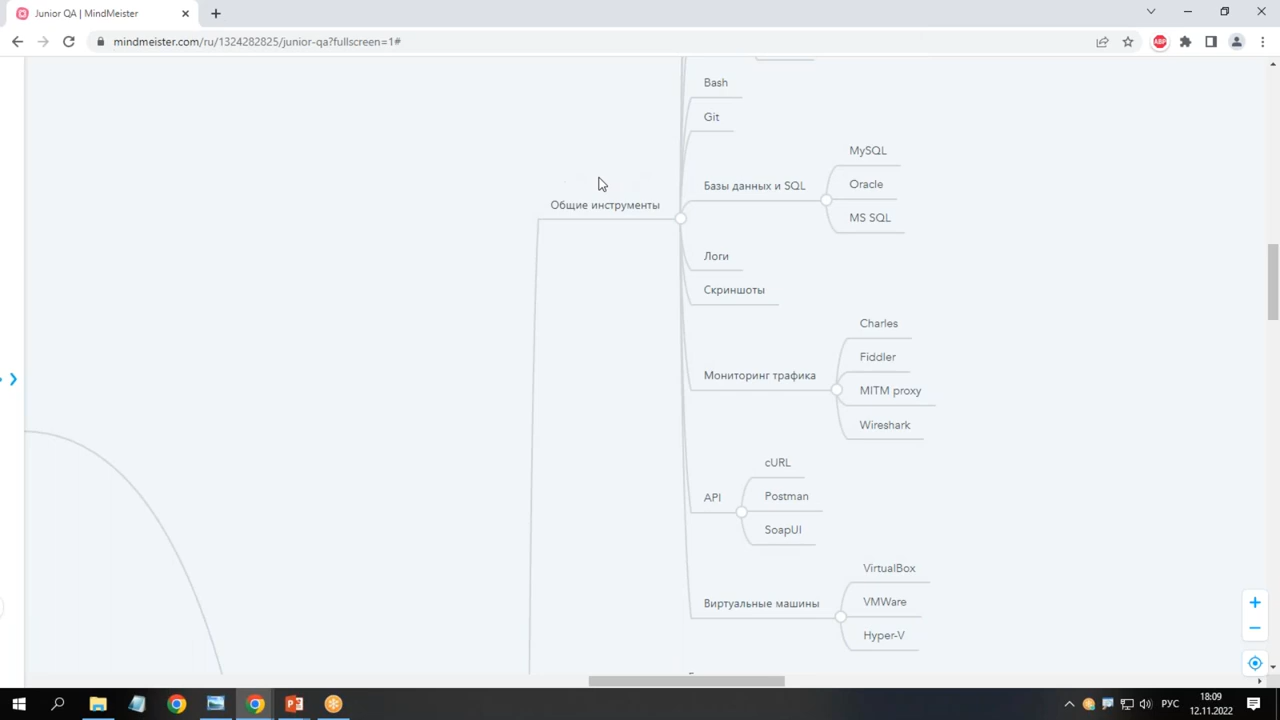 Junior QA | MindMeister
mindmeister.com/ru/1324282825/junior-qa?fullscreen=1#
ABP
Bash
Git
MySQL
Базы данных и SQL
Oracle
Общие инструменты
MS SQL
Логи
Скриншоты
Charles
Fiddler
Мониторинг трафика
MITM proxy
Wireshark
cURL
API
Postman
SoapUI
VirtualBox
Виртуальные машины
VMWare
Hyper-V
РУС
18:09
12.11.2022